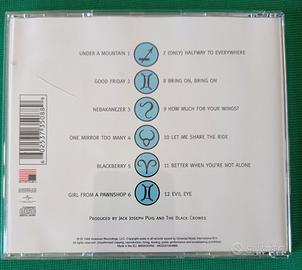 UNDER A MOUNTAIN 1
7 (ONLY) HALFWAY TO EVERYWHERE
GOOD FRIDAY 2
8 BRING ON, BRING ON
NEBAKANEZER 3
9 HOW MUCH FOR YOUR WINGS?
ONE MIRROR TOO MANY 4
10 LET ME SHARE THE RIDE
BLACKBERRY 5
11 BETTER WHEN YOU'RE NOT ALONE
GIRL FROM A PAWNSHOP 6
12 EVIL EYE
PRODUCED BY JACK JOSEPH PUIG AND THE BLACK CROWES
subito